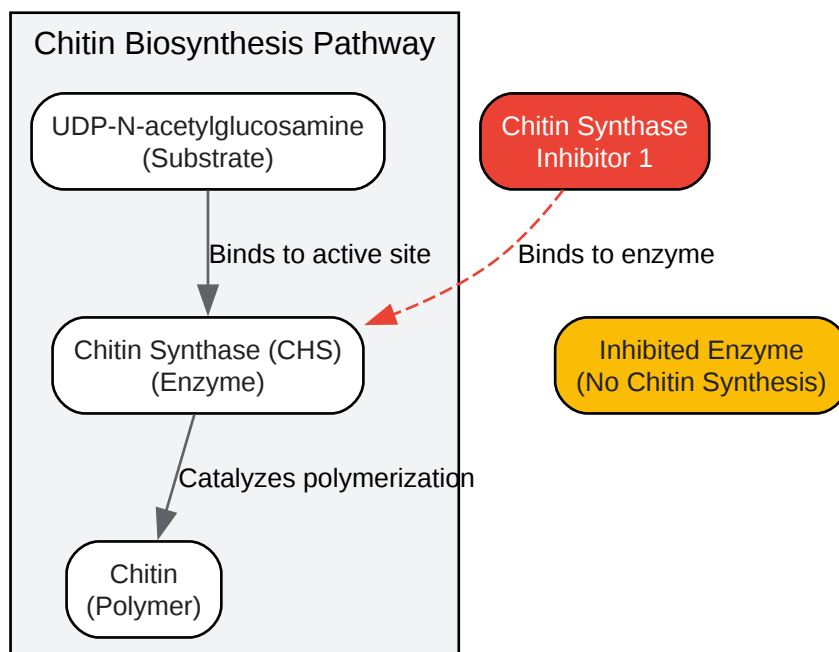 Chitin Biosynthesis Pathway
UDP-N-acetylglucosamine
(Substrate)
Chitin Synthase
Inhibitor 1
Binds to active site
Binds to enzyme
Chitin Synthase (CHS)
(Enzyme)
Inhibited Enzyme
(No Chitin Synthesis)
Catalyzes polymerization
Chitin
(Polymer)